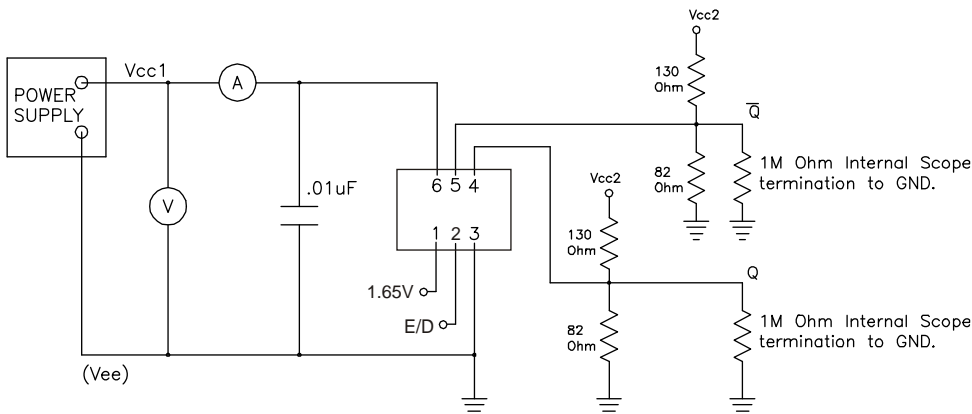 Vcc2
130
Ohm
Q̅
82
Ohm
1M Ohm Internal Scope
termination to GND.
POWER
SUPPLY
Vcc1
A
V
.01uF
6 5 4
1 2 3
1.65V
E/D
(Vee)
Vcc2
130
Ohm
Q
82
Ohm
1M Ohm Internal Scope
termination to GND.